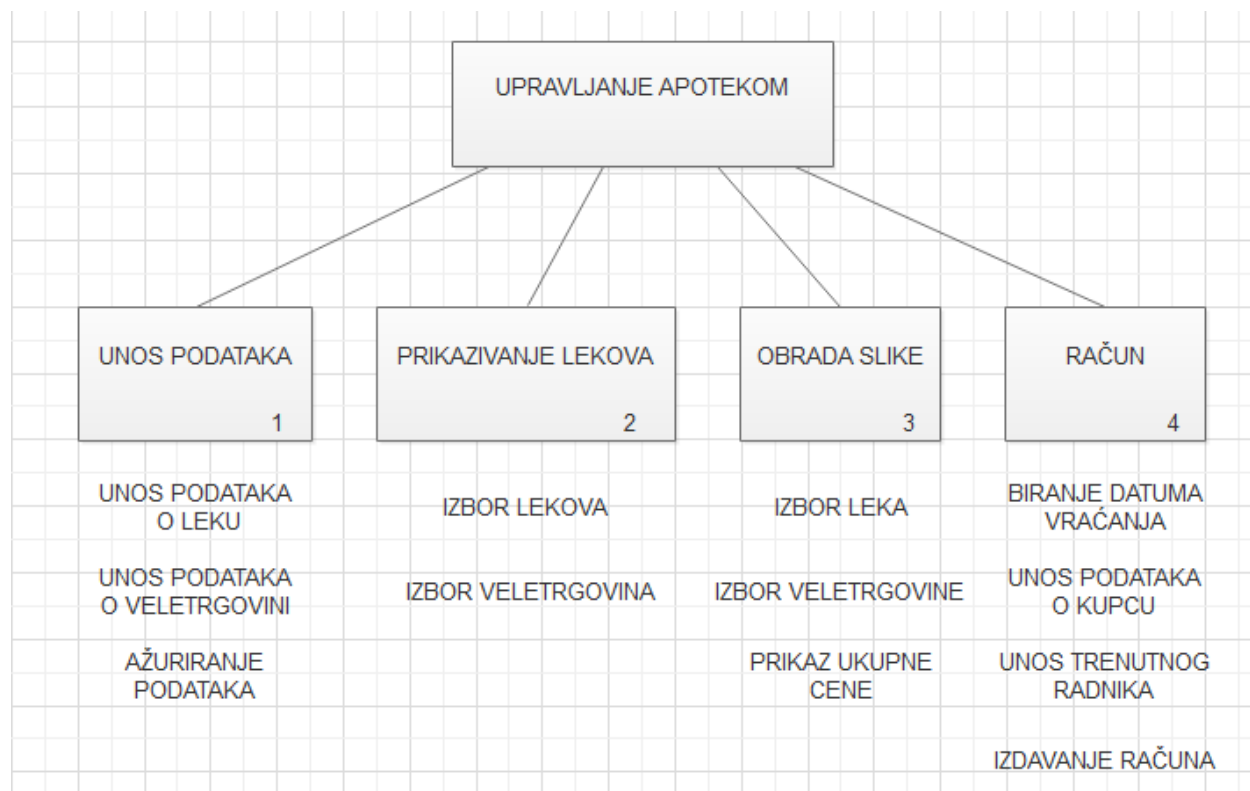 UPRAVLJANJE APOTEKOM
UNOS PODATAKA
1
PRIKAZIVANJE LEKOVA
2
OBRADA SLIKE
3
RAČUN
4
UNOS PODATAKA
O LEKU
UNOS PODATAKA
O VELETRGOVINI
AŽURIRANJE
PODATAKA
IZBOR LEKOVA
IZBOR VELETRGOVINA
IZBOR LEKA
IZBOR VELETRGOVINE
PRIKAZ UKUPNE
CENE
BIRANJE DATUMA
VRAĆANJA
UNOS PODATAKA
O KUPCU
UNOS TRENUTNOG
RADNIKA
IZDAVANJE RAČUNA